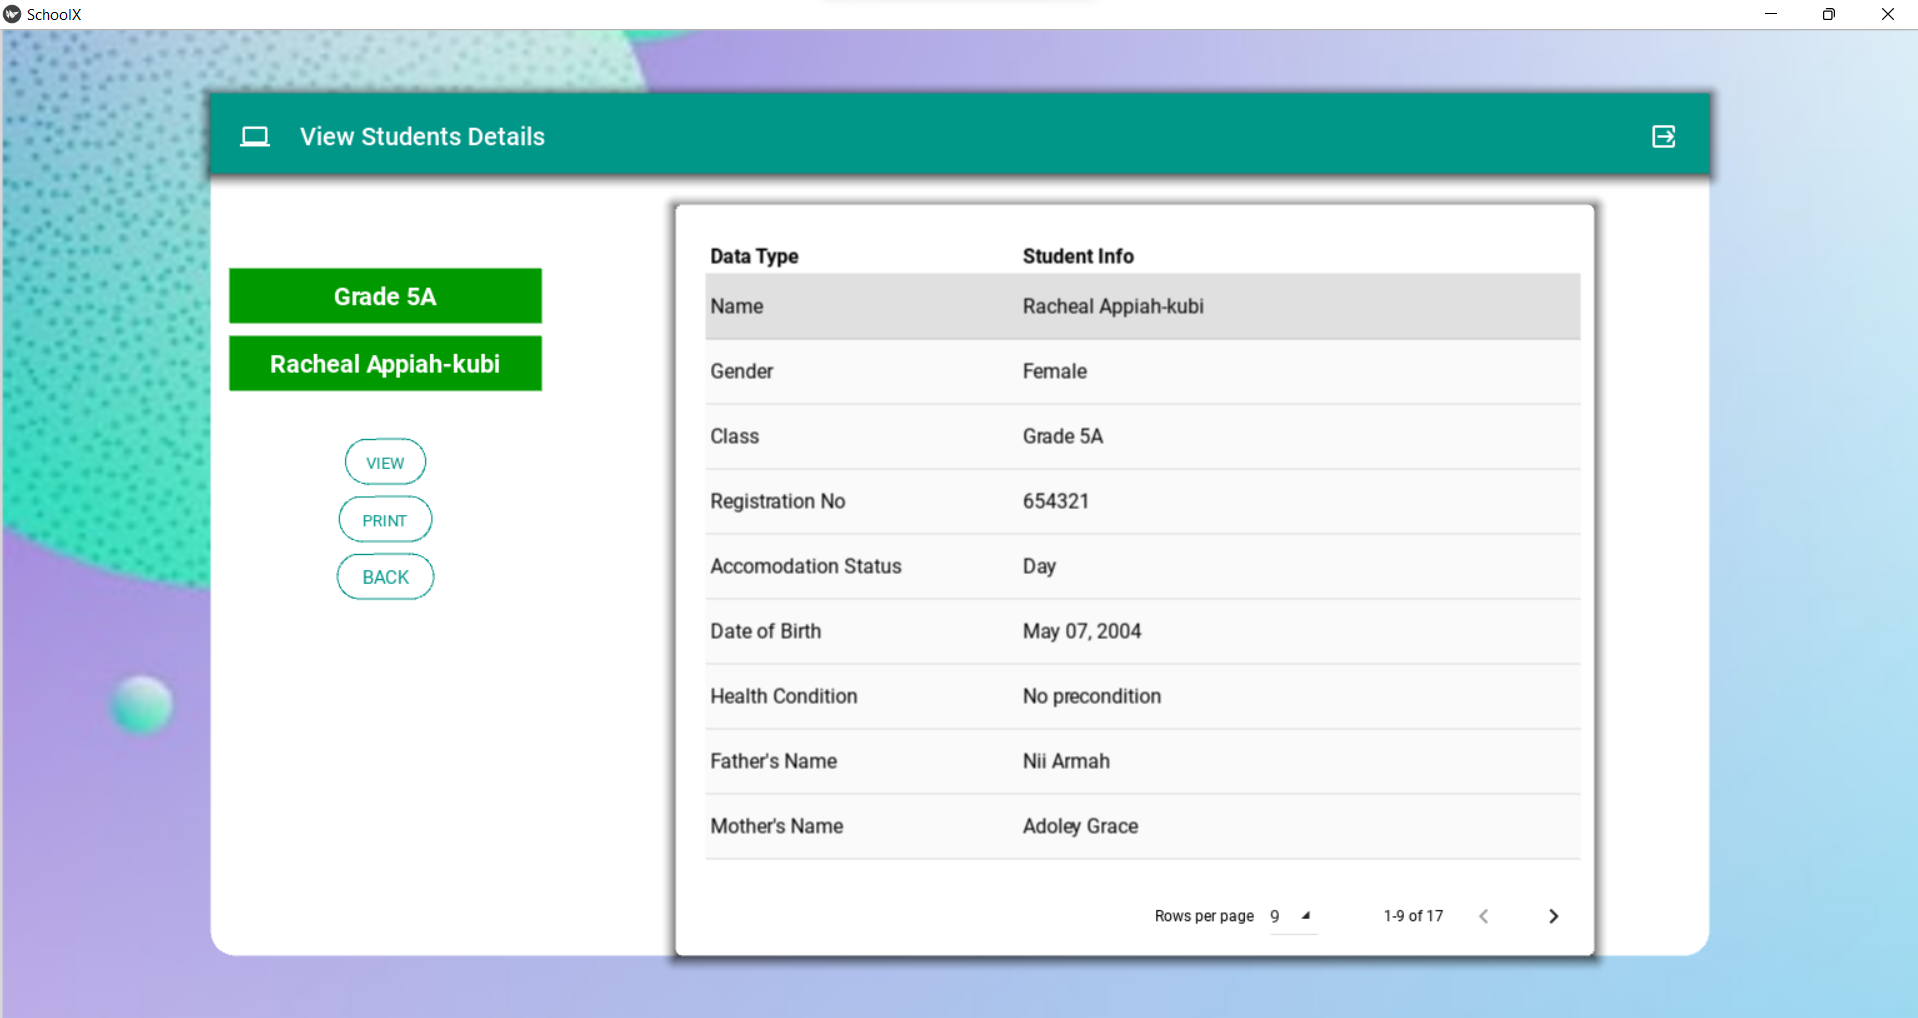 SchoolX
View Students Details
Grade 5A
Racheal Appiah-kubi
VIEW
PRINT
BACK
Data Type Student Info
Name Racheal Appiah-kubi
Gender Female
Class Grade 5A
Registration No 654321
Accomodation Status Day
Date of Birth May 07, 2004
Health Condition No precondition
Father's Name Nii Armah
Mother's Name Adoley Grace
Rows per page 9 1-9 of 17